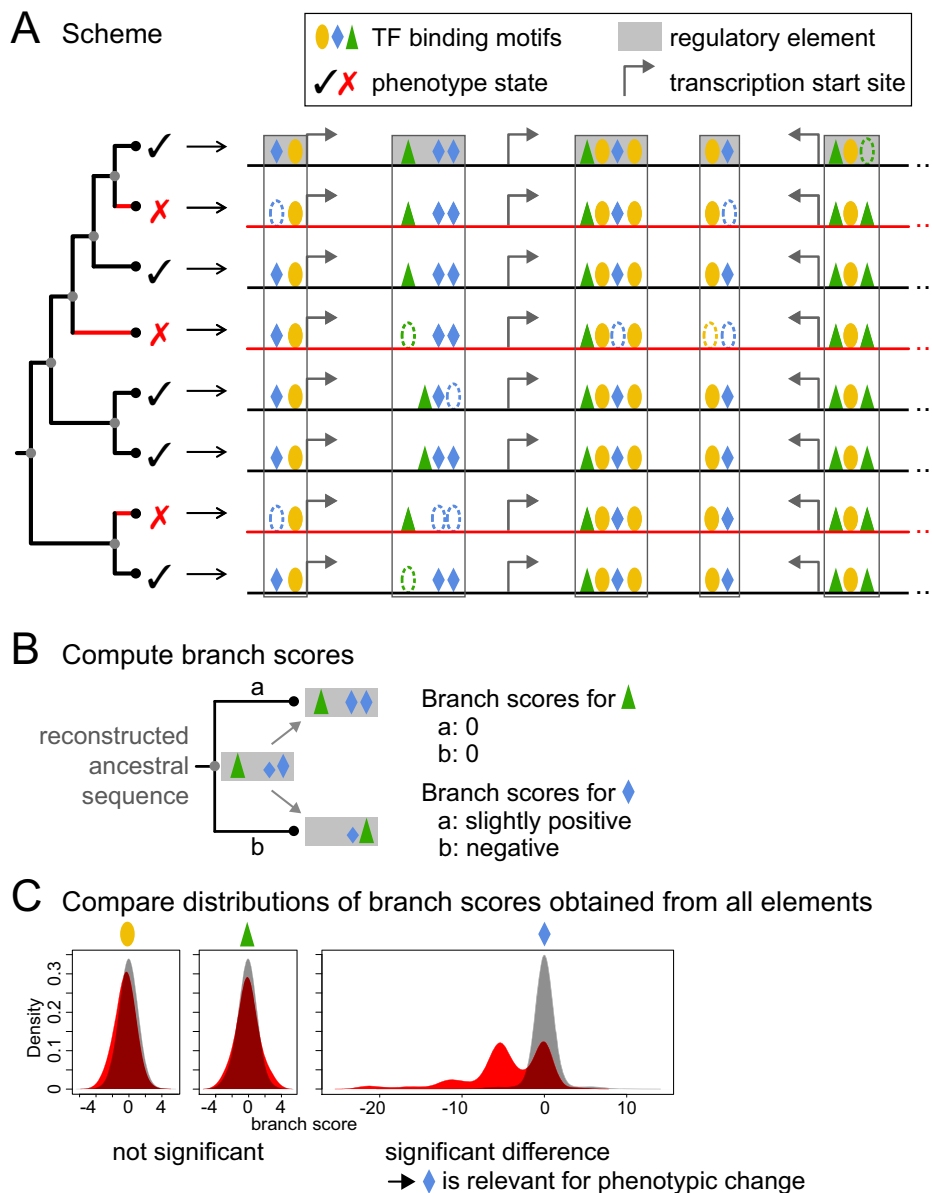 A Scheme
TF binding motifs
regulatory element
phenotype state
transcription start site
B Compute branch scores
a
reconstructed
ancestral
sequence
b
Branch scores for
a: 0
b: 0
Branch scores for
a: slightly positive
b: negative
C Compare distributions of branch scores obtained from all elements
Density
0 0.1 0.2 0.3
-4 0 4
-4 0 4
-20 -10 0 10
branch score
not significant
significant difference
is relevant for phenotypic change